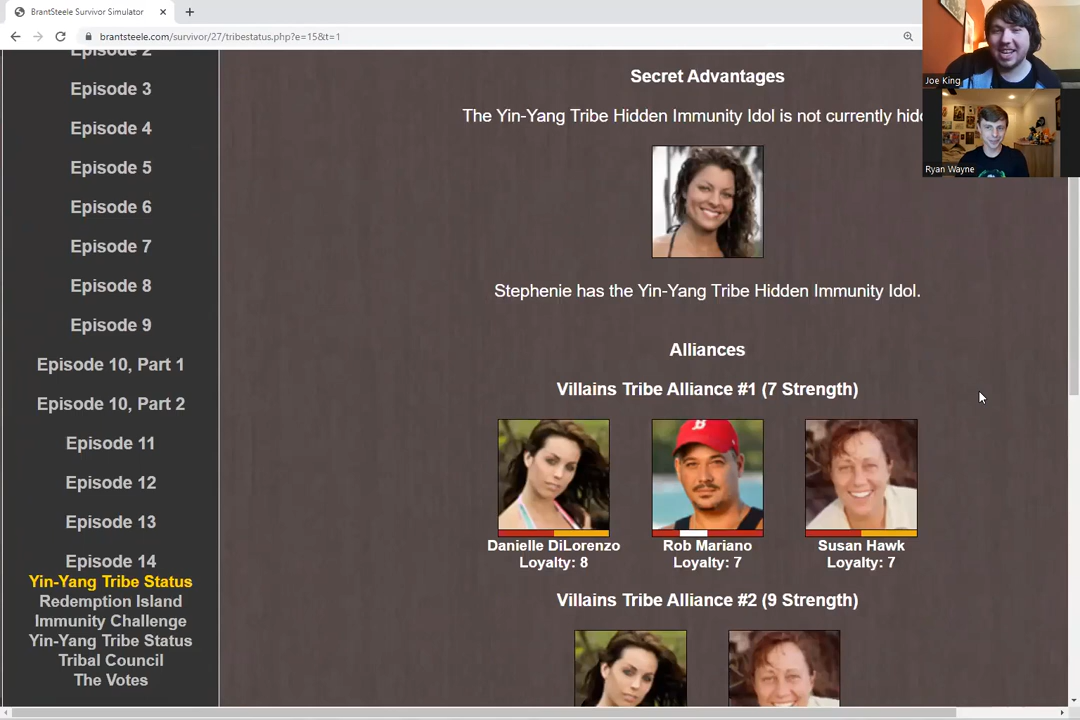 BrantSteele Survivor Simulator
brantsteele.com/survivor/27/tribestatus.php?e=15&t=1
Joe King
Ryan Wayne
Episode 2
Episode 3
Episode 4
Episode 5
Episode 6
Episode 7
Episode 8
Episode 9
Episode 10, Part 1
Episode 10, Part 2
Episode 11
Episode 12
Episode 13
Episode 14
Yin-Yang Tribe Status
Redemption Island
Immunity Challenge
Yin-Yang Tribe Status
Tribal Council
The Votes
Secret Advantages
The Yin-Yang Tribe Hidden Immunity Idol is not currently hid
Stephenie has the Yin-Yang Tribe Hidden Immunity Idol.
Alliances
Villains Tribe Alliance #1 (7 Strength)
B
Danielle DiLorenzo
Loyalty: 8
Rob Mariano
Loyalty: 7
Susan Hawk
Loyalty: 7
Villains Tribe Alliance #2 (9 Strength)